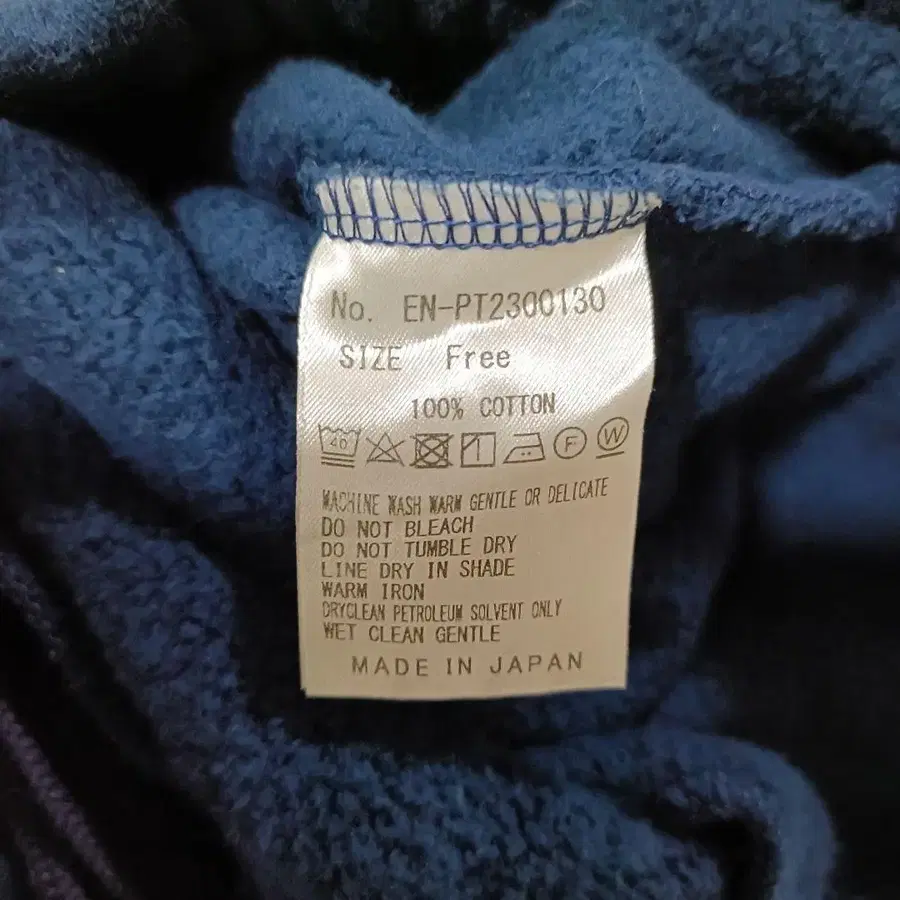 No. EN-PT2300130
SIZE Free
100% COTTON
40 F W
MACHINE WASH WARM GENTLE OR DELICATE
DO NOT BLEACH
DO NOT TUMBLE DRY
LINE DRY IN SHADE
WARM IRON
DRYCLEAN PETROLEUM SOLVENT ONLY
WET CLEAN GENTLE
MADE IN JAPAN